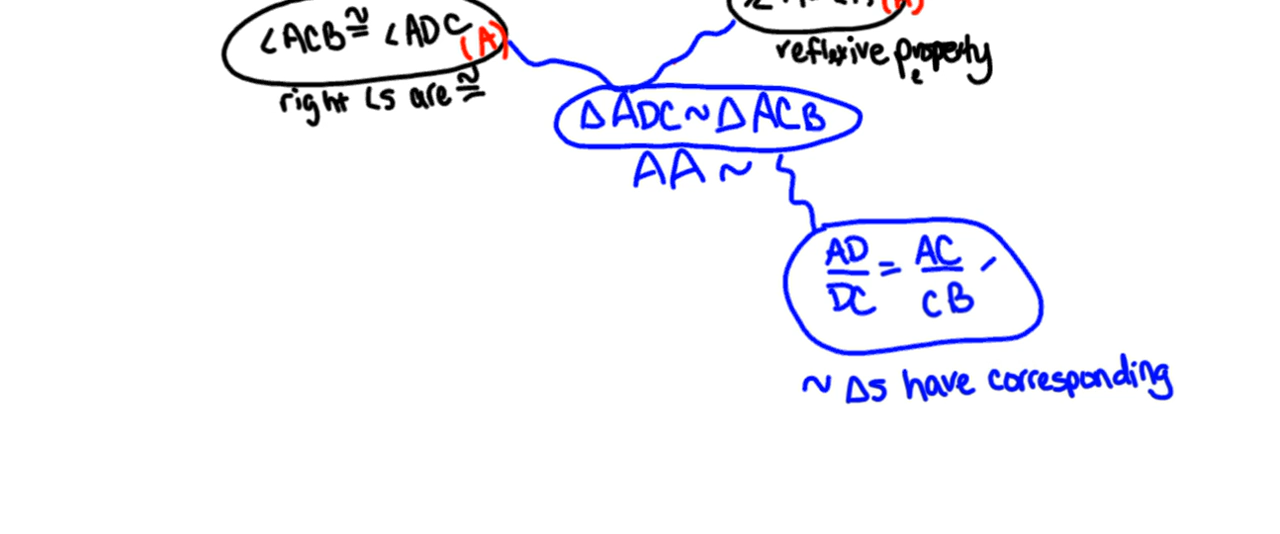 ∠ACB ≅ ∠ADC (A)
right ∠s are ≅
(A)
reflexive property
△ADC ~ △ACB
AA ~
AD/DC = AC/CB
~ △s have corresponding